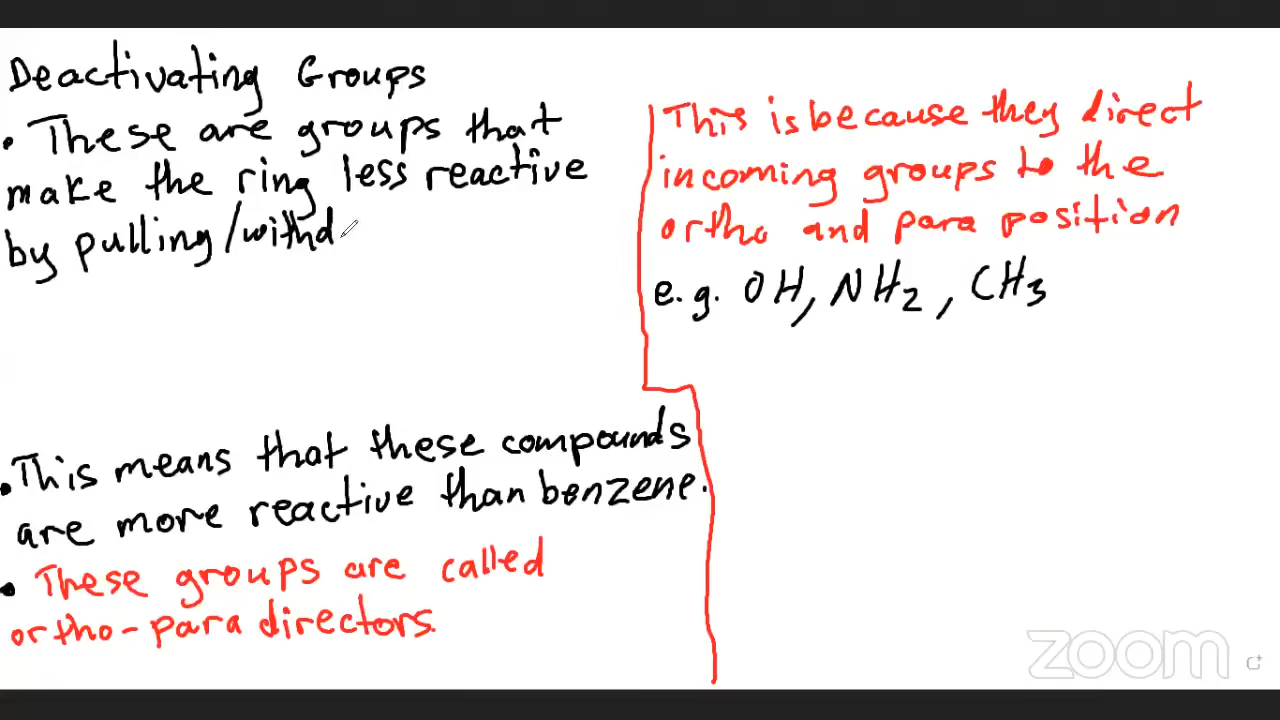 Deactivating Groups
• These are groups that
make the ring less reactive
by pulling/withd
• This means that these compounds
are more reactive than benzene.
• These groups are called
ortho-para directors.
This is because they direct
incoming groups to the
ortho and para position
e.g. OH, NH2, CH3
zoom